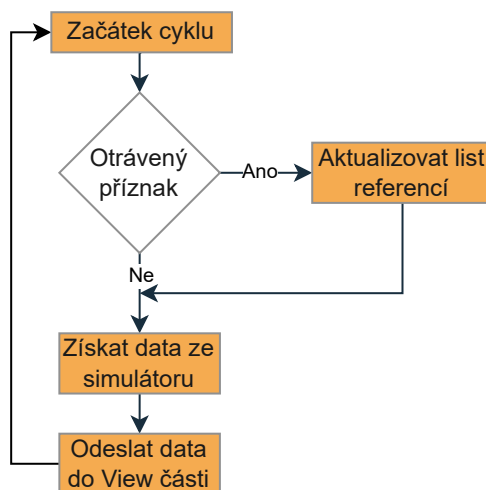 Začátek cyklu
Otrávený
příznak
Ano
Aktualizovat list
referencí
Ne
Získat data ze
simulátoru
Odeslat data
do View části